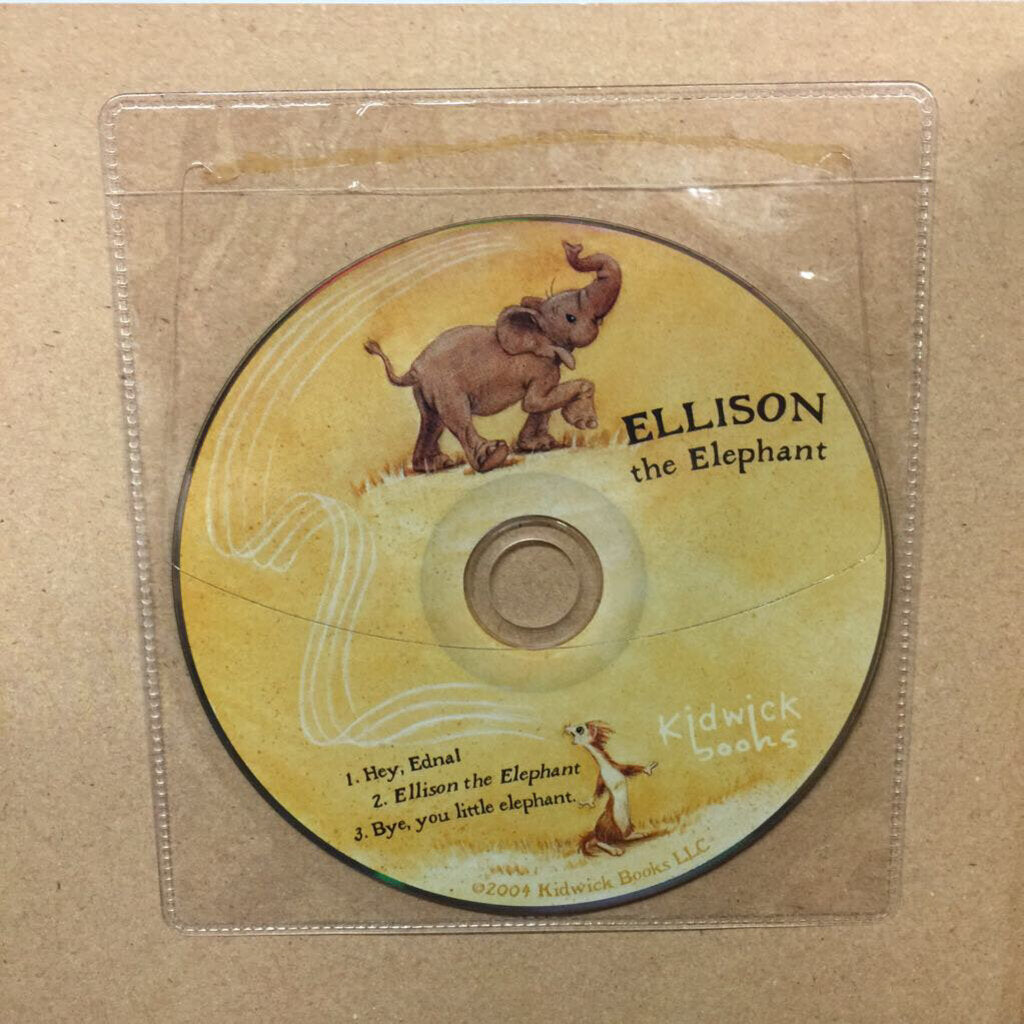 ELLISON
the Elephant
Kidwick
books
1. Hey, Edna!
2. Ellison the Elephant
3. Bye, you little elephant.
©2004 Kidwick Books LLC